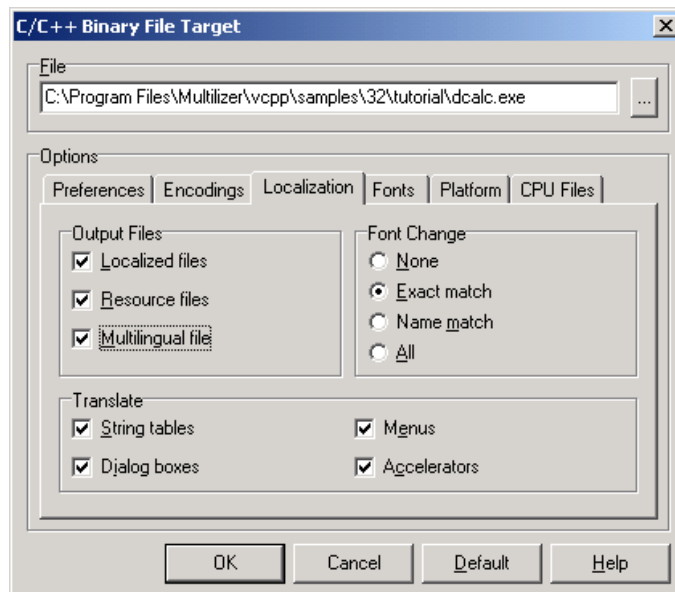 C/C++ Binary File Target
File
C:\Program Files\Multilizer\vcpp\samples\32\tutorial\dcalc.exe ...
Options
Preferences Encodings Localization Fonts Platform CPU Files
Output Files
Localized files
Resource files
Multilingual file
Font Change
None
Exact match
Name match
All
Translate
String tables Menus
Dialog boxes Accelerators
OK Cancel Default Help